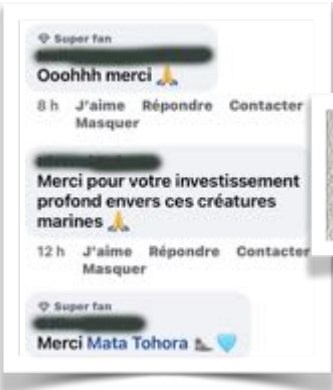 Super fan
Ooohhh merci 🙏
8 h J'aime Répondre Contacter
Masquer
Merci pour votre investissement
profond envers ces créatures
marines 🙏
12 h J'aime Répondre Contacter
Masquer
Super fan
Merci Mata Tohora 🩵